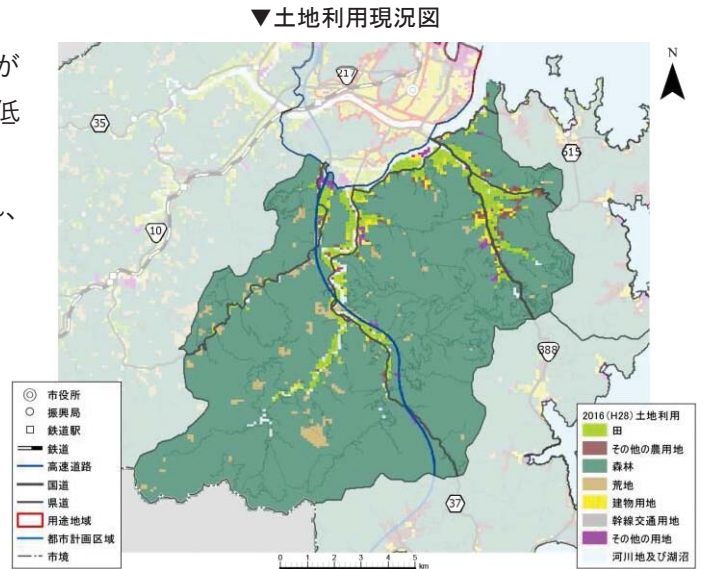 ▼土地利用現況図
が
低
、
N
217
35
10
615
388
37
市役所
振興局
鉄道駅
鉄道
高速道路
国道
県道
用途地域
都市計画区域
市境
2016(H28)土地利用
田
その他の農用地
森林
荒地
建物用地
幹線交通用地
その他の用地
河川地及び湖沼
0 1 2 3 4 5
km